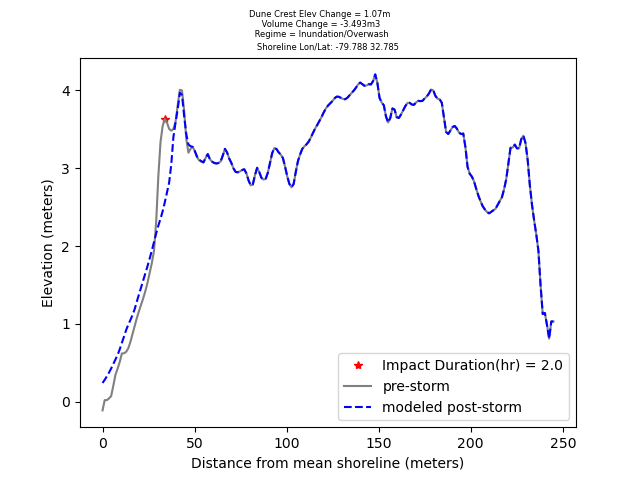 Dune Crest Elev Change = 1.07m
Volume Change = -3.493m3
Regime = Inundation/Overwash
Shoreline Lon/Lat: -79.788 32.785
Elevation (meters)
4
3
2
1
0
Impact Duration(hr) = 2.0
pre-storm
modeled post-storm
0 50 100 150 200 250
Distance from mean shoreline (meters)